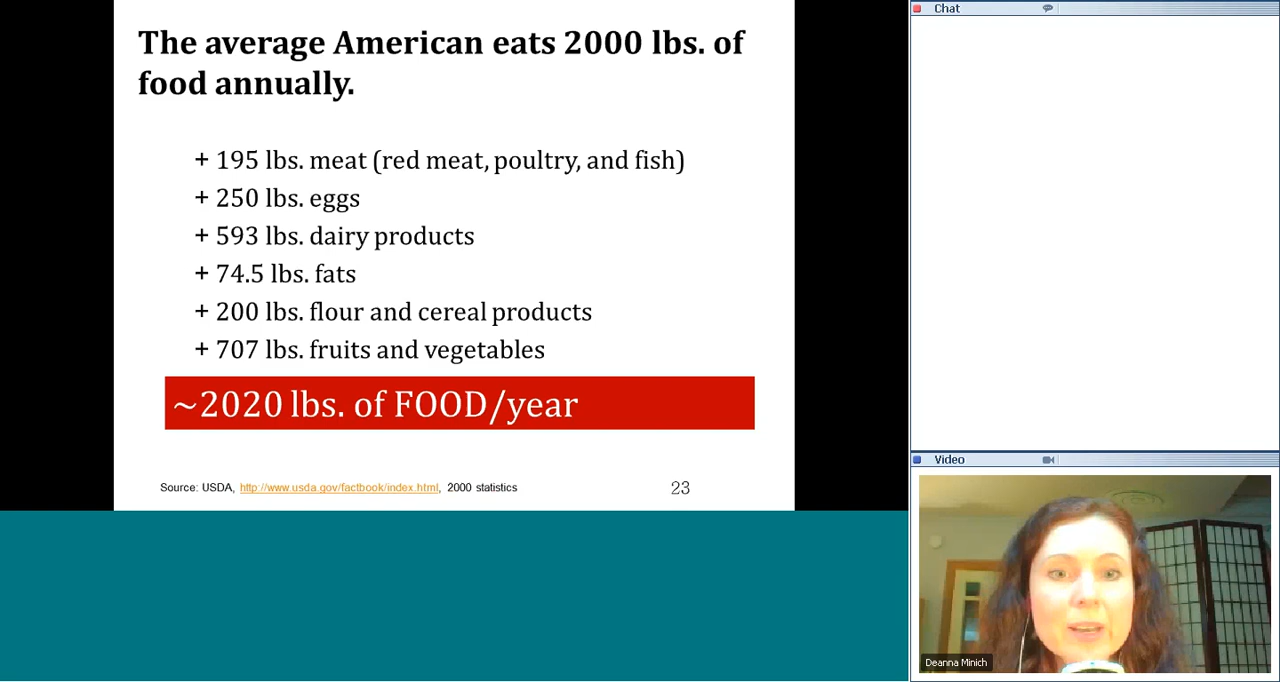 The average American eats 2000 lbs. of
food annually.
+ 195 lbs. meat (red meat, poultry, and fish)
+ 250 lbs. eggs
+ 593 lbs. dairy products
+ 74.5 lbs. fats
+ 200 lbs. flour and cereal products
+ 707 lbs. fruits and vegetables
~2020 lbs. of FOOD/year
Source: USDA, http://www.usda.gov/factbook/index.html, 2000 statistics
23
Chat
Video
Deanna Minich